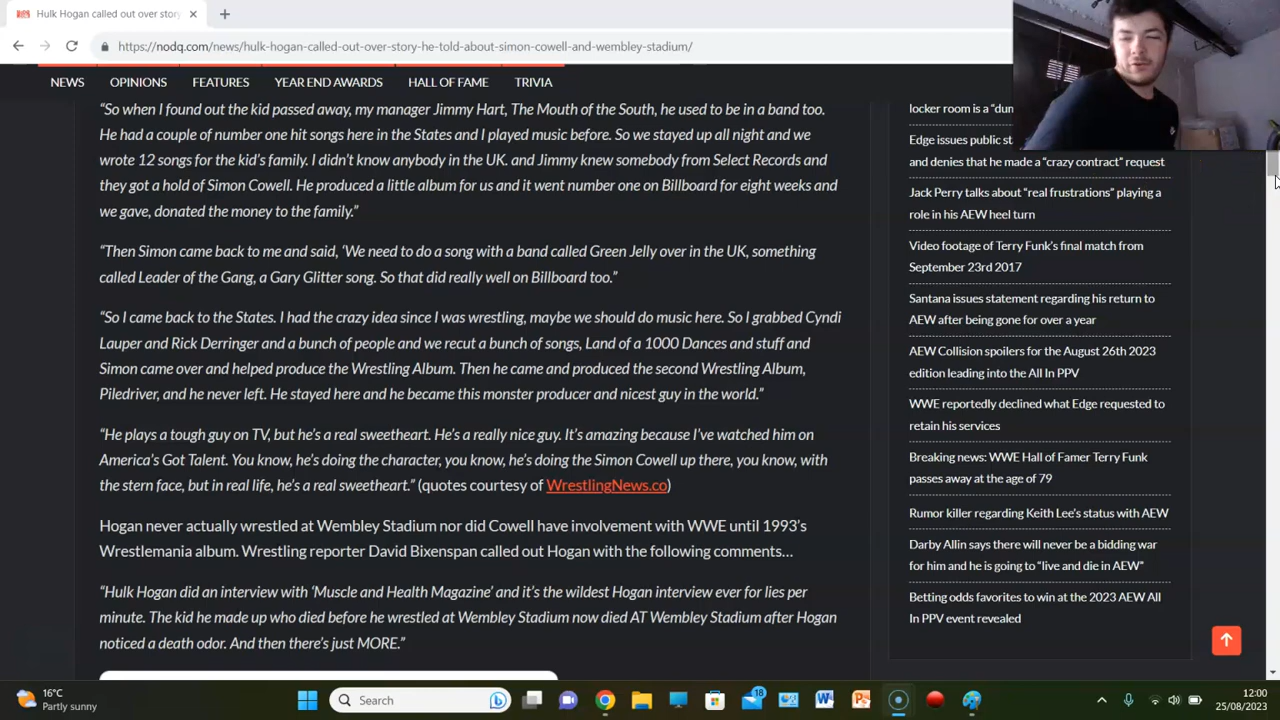 Hulk Hogan called out over story
https://nodq.com/news/hulk-hogan-called-out-over-story-he-told-about-simon-cowell-and-wembley-stadium/
NEWS OPINIONS FEATURES YEAR END AWARDS HALL OF FAME TRIVIA
“So when I found out the kid passed away, my manager Jimmy Hart, The Mouth of the South, he used to be in a band too.
He had a couple of number one hit songs here in the States and I played music before. So we stayed up all night and we
wrote 12 songs for the kid’s family. I didn’t know anybody in the UK. and Jimmy knew somebody from Select Records and
they got a hold of Simon Cowell. He produced a little album for us and it went number one on Billboard for eight weeks and
we gave, donated the money to the family.”
“Then Simon came back to me and said, ‘We need to do a song with a band called Green Jelly over in the UK, something
called Leader of the Gang, a Gary Glitter song. So that did really well on Billboard too.”
“So I came back to the States. I had the crazy idea since I was wrestling, maybe we should do music here. So I grabbed Cyndi
Lauper and Rick Derringer and a bunch of people and we recut a bunch of songs, Land of a 1000 Dances and stuff and
Simon came over and helped produce the Wrestling Album. Then he came and produced the second Wrestling Album,
Piledriver, and he never left. He stayed here and he became this monster producer and nicest guy in the world.”
“He plays a tough guy on TV, but he’s a real sweetheart. He’s a really nice guy. It’s amazing because I’ve watched him on
America’s Got Talent. You know, he’s doing the character, you know, he’s doing the Simon Cowell up there, you know, with
the stern face, but in real life, he’s a real sweetheart.” (quotes courtesy of WrestlingNews.co)
Hogan never actually wrestled at Wembley Stadium nor did Cowell have involvement with WWE until 1993’s
Wrestlemania album. Wrestling reporter David Bixenspan called out Hogan with the following comments…
“Hulk Hogan did an interview with ‘Muscle and Health Magazine’ and it’s the wildest Hogan interview ever for lies per
minute. The kid he made up who died before he wrestled at Wembley Stadium now died AT Wembley Stadium after Hogan
noticed a death odor. And then there’s just MORE.”
locker room is a
Edge issues public
and denies that he made a “crazy contract” request
Jack Perry talks about “real frustrations” playing a
role in his AEW heel turn
Video footage of Terry Funk’s final match from
September 23rd 2017
Santana issues statement regarding his return to
AEW after being gone for over a year
AEW Collision spoilers for the August 26th 2023
edition leading into the All In PPV
WWE reportedly declined what Edge requested to
retain his services
Breaking news: WWE Hall of Famer Terry Funk
passes away at the age of 79
Rumor killer regarding Keith Lee’s status with AEW
Darby Allin says there will never be a bidding war
for him and he is going to “live and die in AEW”
Betting odds favorites to win at the 2023 AEW All
In PPV event revealed
16°C
Partly sunny
Search
18
12:00
25/08/2023